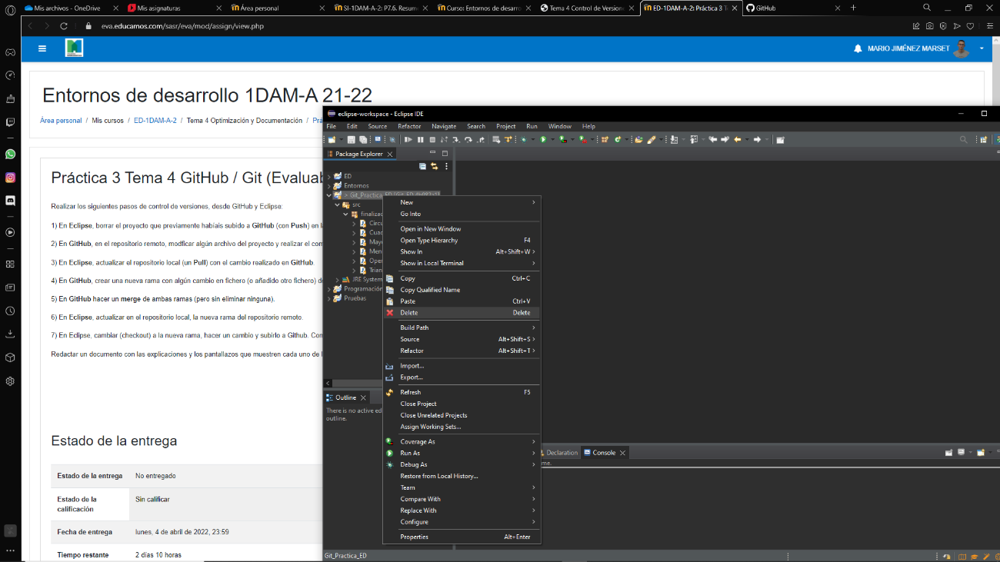 Mis archivos - OneDrive
Mis asignaturas
Área personal
SI-1DAM-A-2: P7.6. Resum
Curso: Entornos de desarro
Tema 4 Control de Version
ED-1DAM-A-2: Práctica 3 T
GitHub
eva.educamos.com/sasr/eva/mod/assign/view.php
MARIO JIMÉNEZ MARSET
Entornos de desarrollo 1DAM-A 21-22
Área personal / Mis cursos / ED-1DAM-A-2 / Tema 4 Optimización y Documentación / Prá
Práctica 3 Tema 4 GitHub / Git (Evaluab
Realizar los siguientes pasos de control de versiones, desde GitHub y Eclipse:
1) En Eclipse, borrar el proyecto que previamente habíais subido a GitHub (con Push) en la
2) En GitHub, en el repositorio remoto, modficar algún archivo del proyecto y realizar el com
3) En Eclipse, actualizar el repositorio local (un Pull) con el cambio realizado en GitHub.
4) En GitHub, crear una nueva rama con algún cambio en fichero (o añadido otro fichero) de
5) En GitHub hacer un merge de ambas ramas (pero sin eliminar ninguna).
6) En Eclipse, actualizar en el repositorio local, la nueva rama del repositorio remoto.
7) En Eclipse, cambiar (checkout) a la nueva rama, hacer un cambio y subirlo a Github. Com
Redactar un documento con las explicaciones y los pantallazos que muestren cada uno de l
Estado de la entrega
Estado de la entrega No entregado
Estado de la calificación Sin calificar
Fecha de entrega lunes, 4 de abril de 2022, 23:59
Tiempo restante 2 días 10 horas
eclipse-workspace - Eclipse IDE
File Edit Source Refactor Navigate Search Project Run Window Help
Package Explorer
ED
Entornos
> Git_Practica_ED [Git_ED
src
finalizac
Circu
Cuad
Mayo
Men
Oper
Trian
JRE System
Programación
Pruebas
Outline
There is no active ed
outline.
New
Go Into
Open in New Window
Open Type Hierarchy F4
Show In Alt+Shift+W
Show in Local Terminal
Copy Ctrl+C
Copy Qualified Name
Paste Ctrl+V
Delete Delete
Build Path
Source Alt+Shift+S
Refactor Alt+Shift+T
Import...
Export...
Refresh F5
Close Project
Close Unrelated Projects
Assign Working Sets...
Coverage As
Run As
Debug As
Restore from Local History...
Team
Compare With
Replace With
Configure
Properties Alt+Enter
Declaration
Console
me.
Git_Practica_ED